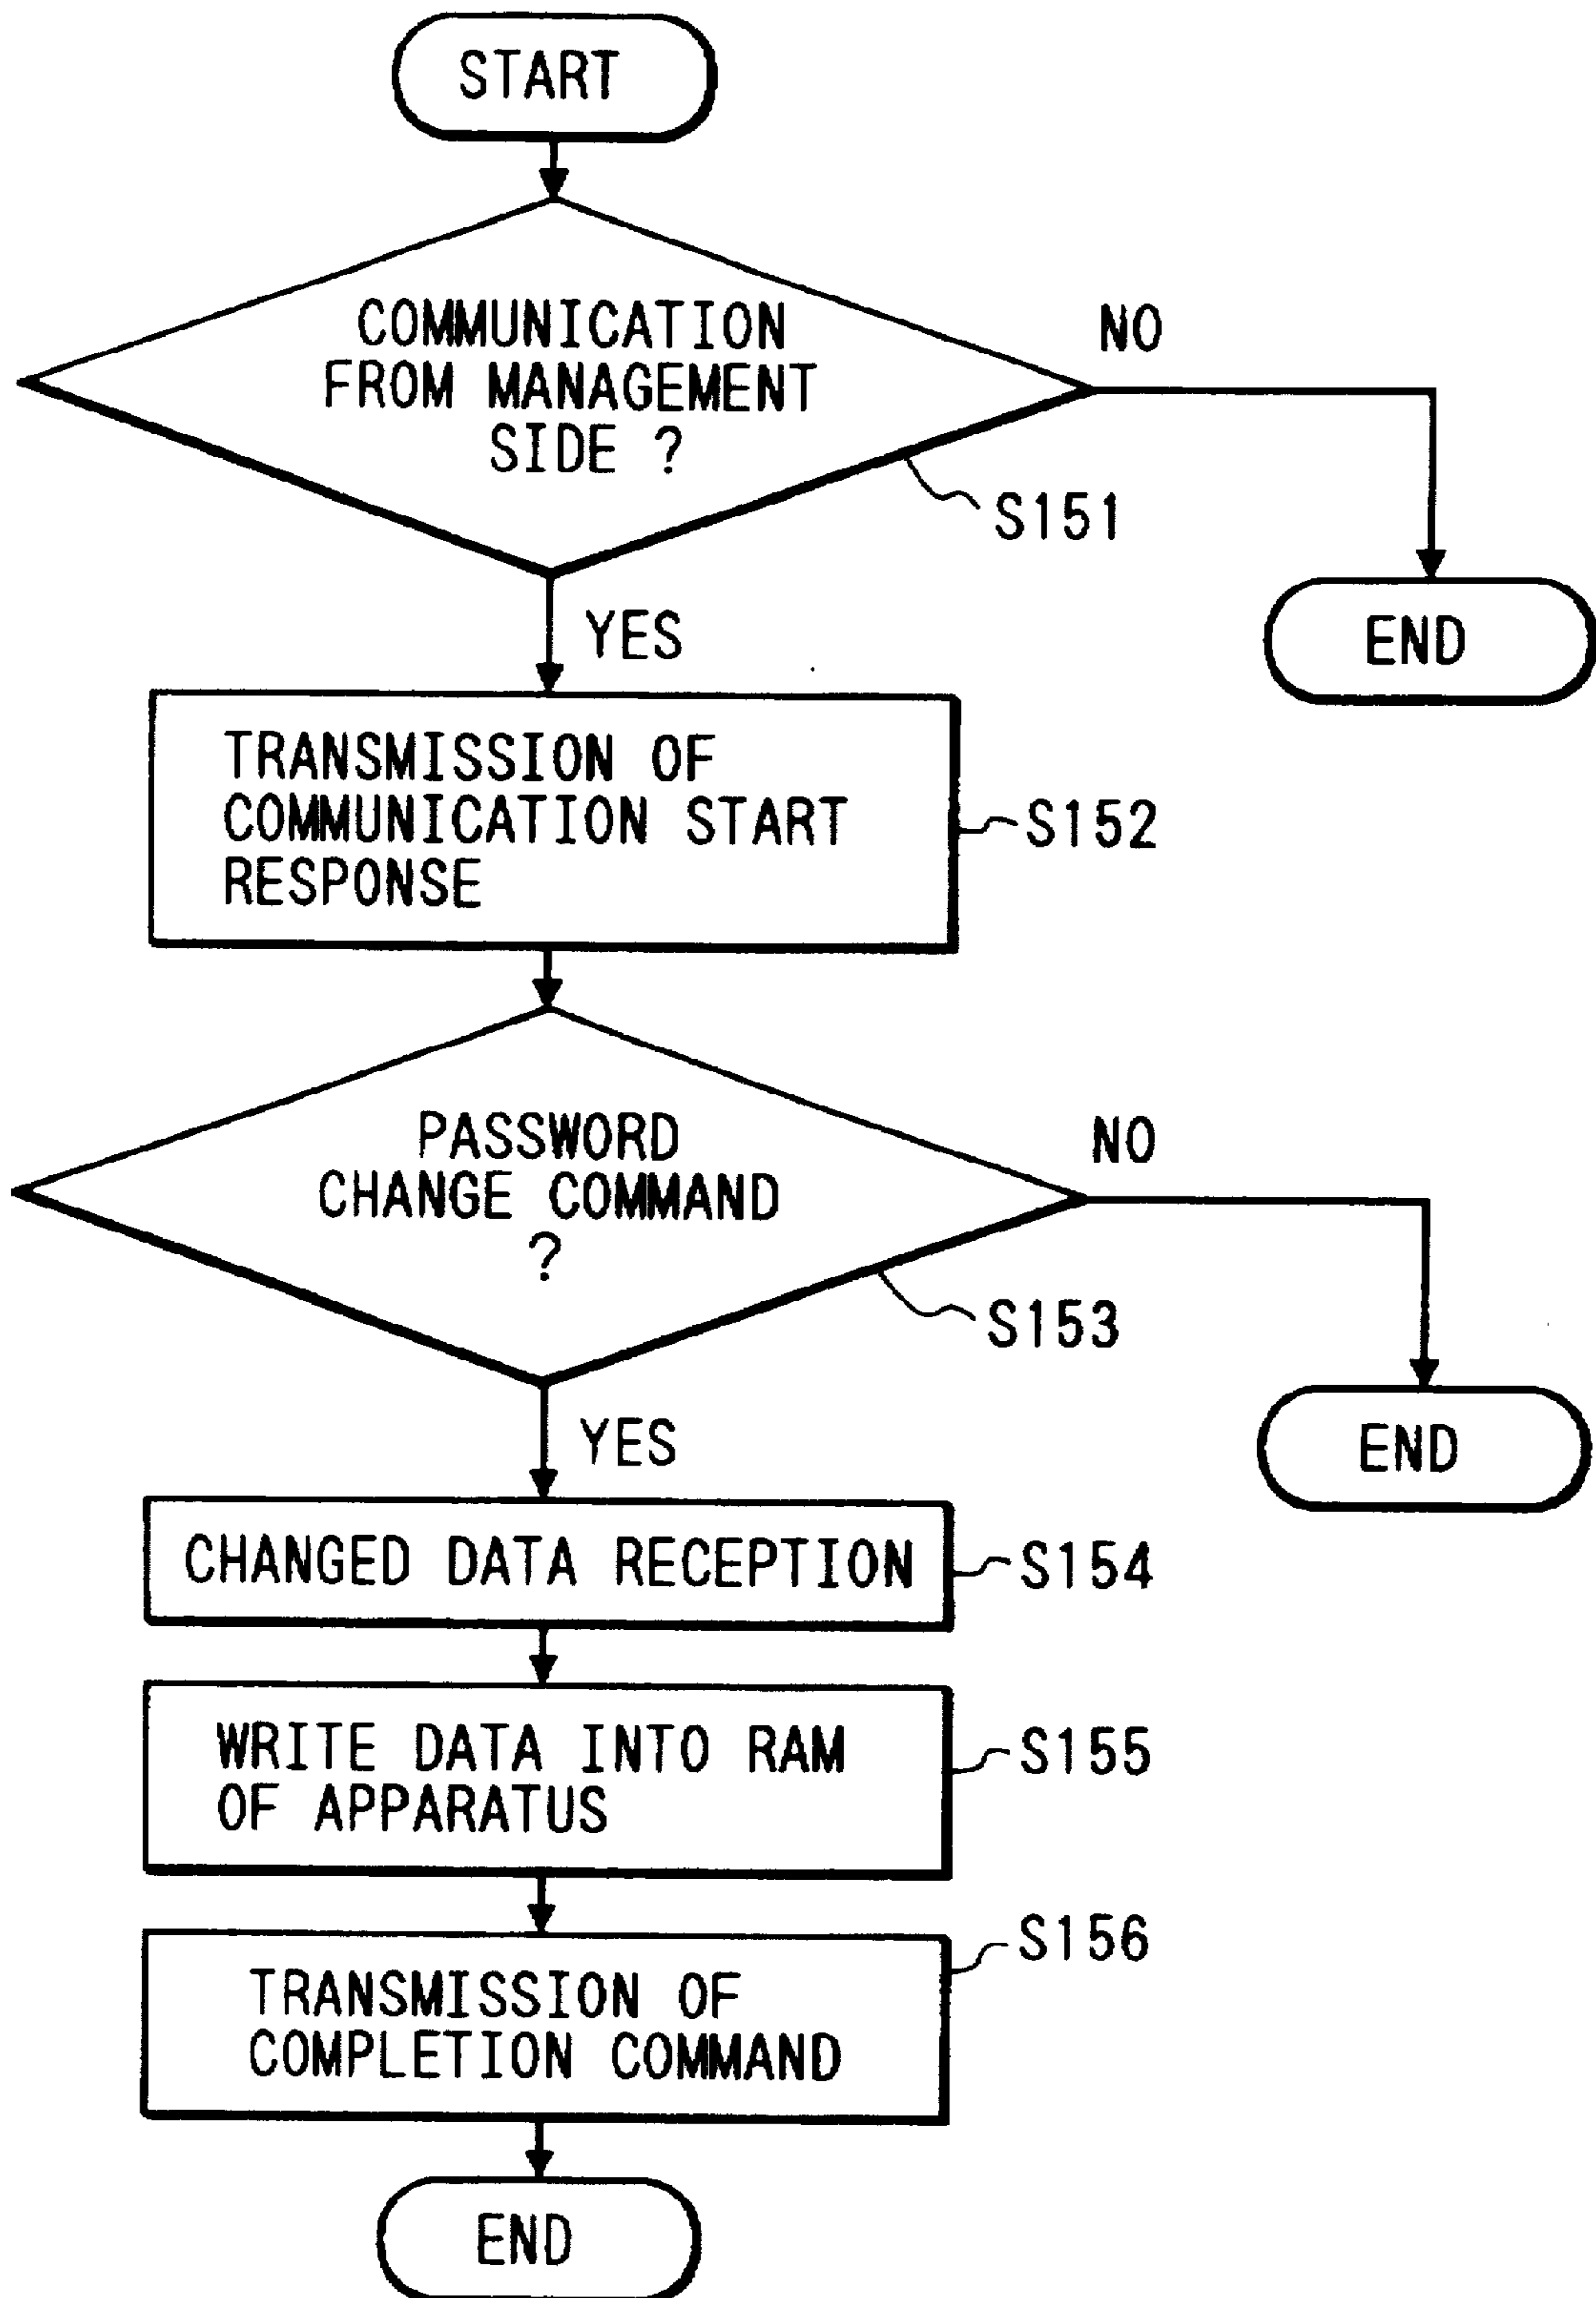 START
COMMUNICATION
FROM MANAGEMENT
SIDE ?
NO
S151
END
YES
TRANSMISSION OF
COMMUNICATION START
RESPONSE
S152
PASSWORD
CHANGE COMMAND
?
NO
S153
END
YES
CHANGED DATA RECEPTION
S154
WRITE DATA INTO RAM
OF APPARATUS
S155
TRANSMISSION OF
COMPLETION COMMAND
S156
END